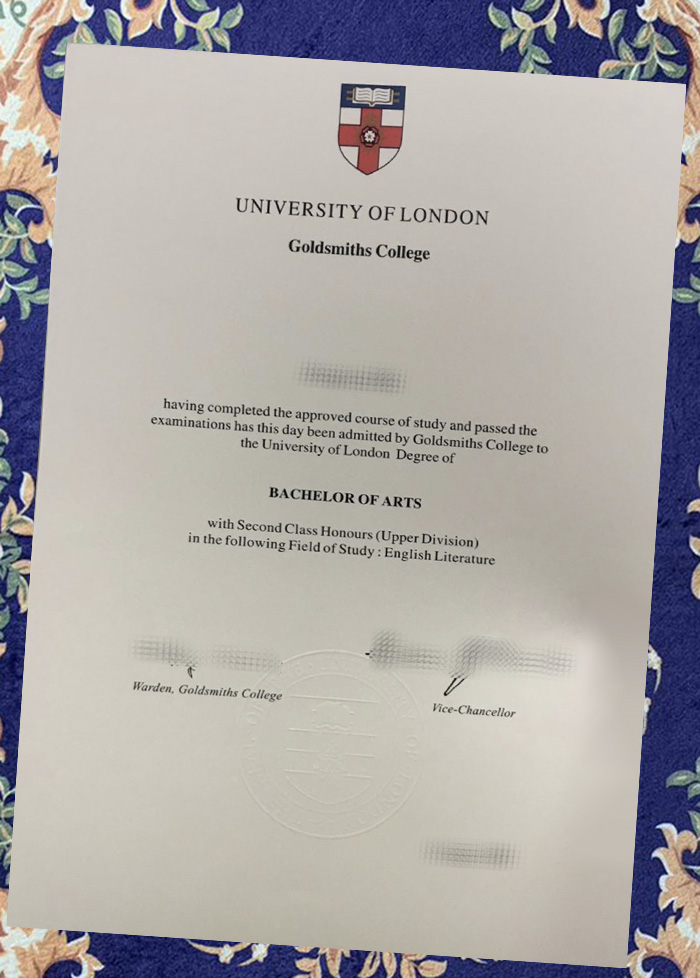 UNIVERSITY OF LONDON
Goldsmiths College
having completed the approved course of study and passed the
examinations has this day been admitted by Goldsmiths College to
the University of London Degree of
BACHELOR OF ARTS
with Second Class Honours (Upper Division)
in the following Field of Study : English Literature
Warden, Goldsmiths College
Vice-Chancellor